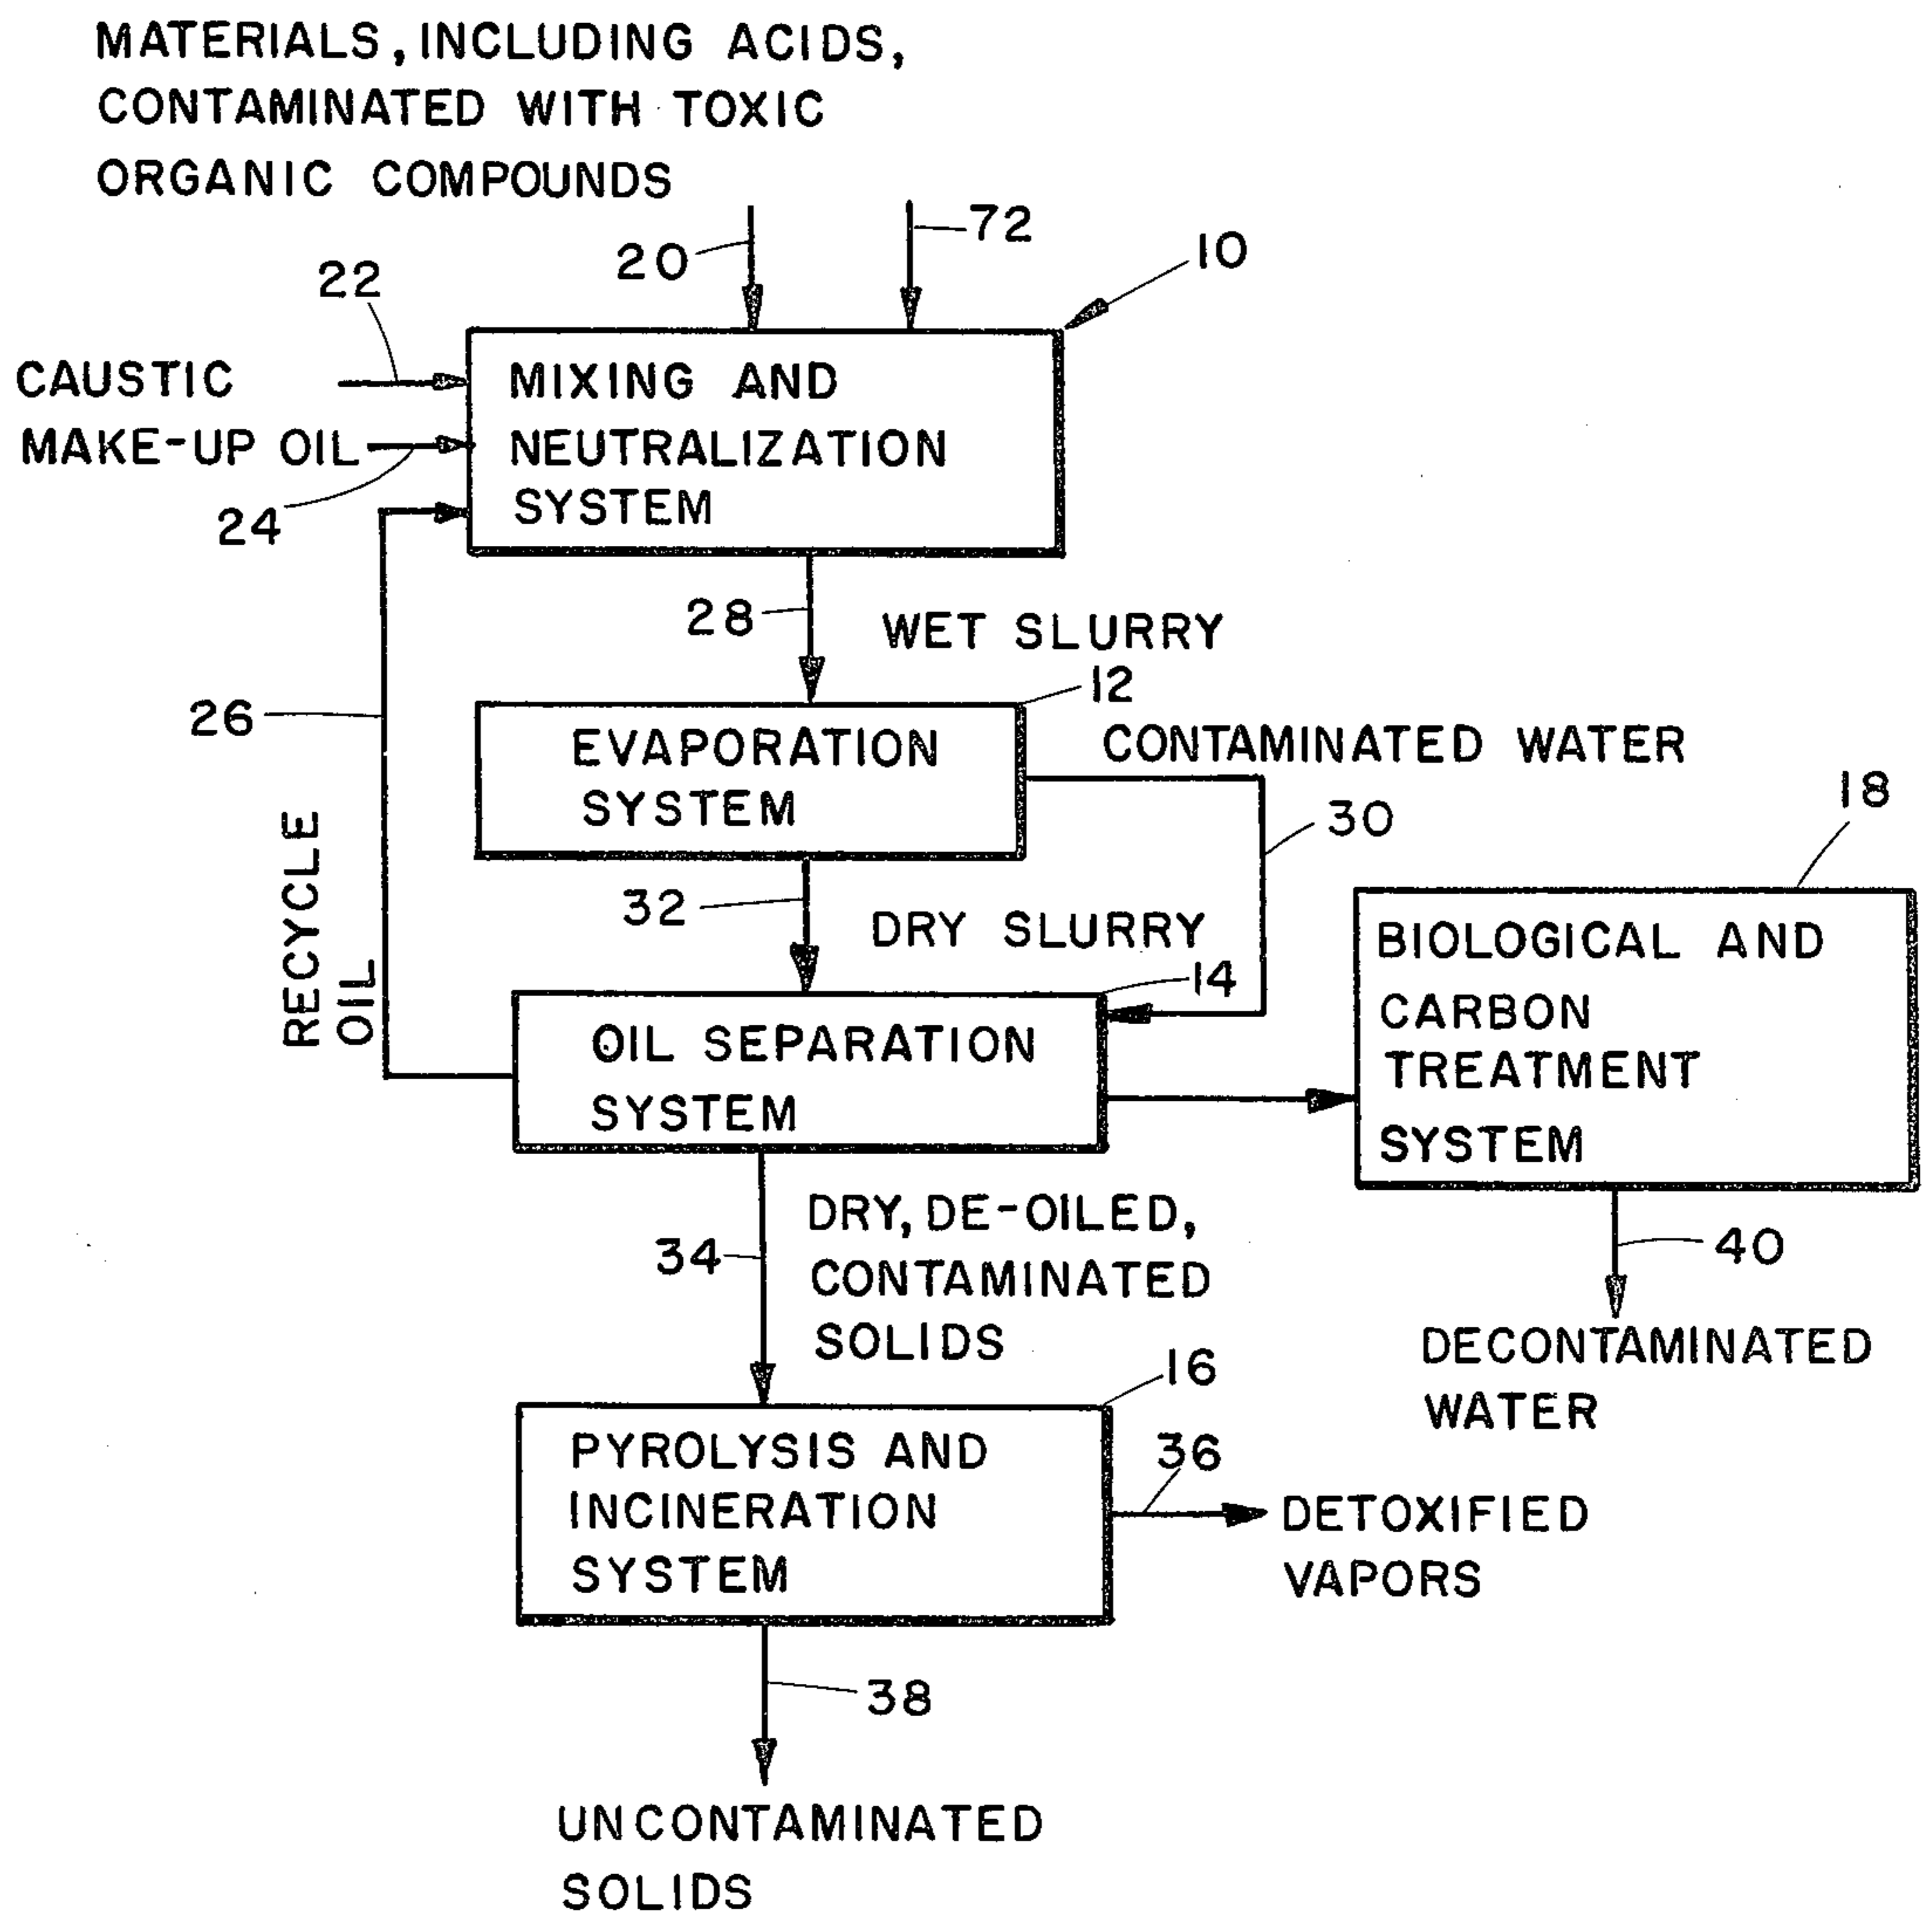 MATERIALS, INCLUDING ACIDS,
CONTAMINATED WITH TOXIC
ORGANIC COMPOUNDS
20
72
10
22
CAUSTIC
MAKE-UP OIL
24
MIXING AND
NEUTRALIZATION
SYSTEM
28
WET SLURRY
12
26
EVAPORATION
SYSTEM
CONTAMINATED WATER
30
18
RECYCLE
OIL
32
DRY SLURRY
14
OIL SEPARATION
SYSTEM
BIOLOGICAL AND
CARBON
TREATMENT
SYSTEM
34
DRY, DE-OILED,
CONTAMINATED
SOLIDS
40
DECONTAMINATED
WATER
16
PYROLYSIS AND
INCINERATION
SYSTEM
36
DETOXIFIED
VAPORS
38
UNCONTAMINATED
SOLIDS